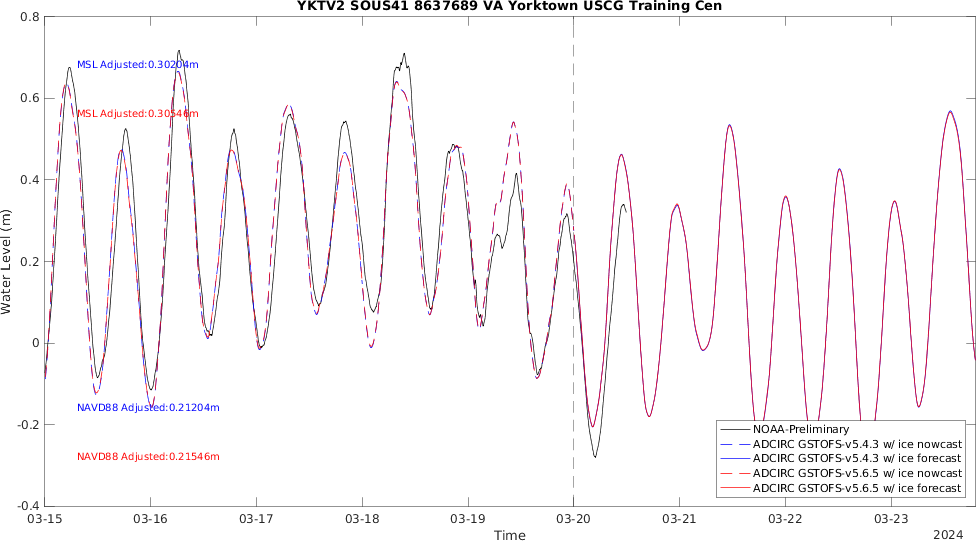 YKTV2 SOUS41 8637689 VA Yorktown USCG Training Cen
0.8
0.6
0.4
0.2
0
-0.2
-0.4
Water Level (m)
MSL Adjusted:0.30204m
MSL Adjusted:0.30546m
NAVD88 Adjusted:0.21204m
NAVD88 Adjusted:0.21546m
NOAA-Preliminary
ADCIRC GSTOFS-v5.4.3 w/ ice nowcast
ADCIRC GSTOFS-v5.4.3 w/ ice forecast
ADCIRC GSTOFS-v5.6.5 w/ ice nowcast
ADCIRC GSTOFS-v5.6.5 w/ ice forecast
03-15 03-16 03-17 03-18 03-19 03-20 03-21 03-22 03-23
Time
2024